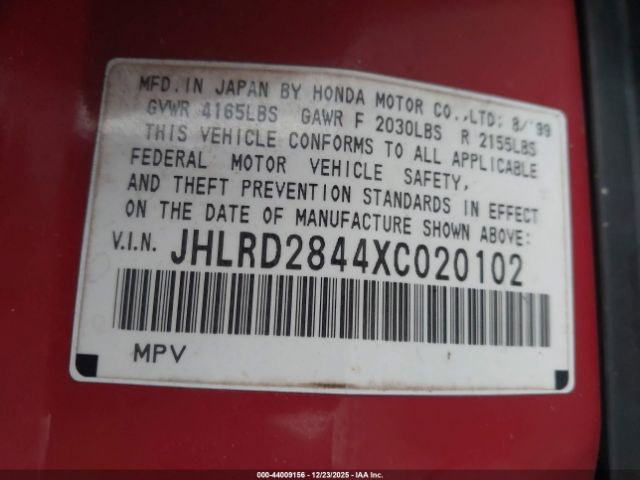 MFD. IN JAPAN BY HONDA MOTOR CO., LTD: 8/'99
GVWR 4165LBS GAWR F 2030LBS R 2155LBS
THIS VEHICLE CONFORMS TO ALL APPLICABLE
FEDERAL MOTOR VEHICLE SAFETY,
AND THEFT PREVENTION STANDARDS IN EFFECT
ON THE DATE OF MANUFACTURE SHOWN ABOVE:
V.I.N. JHLRD2844XC020102
MPV
000-44009156 - 12/23/2025 - IAAI.com